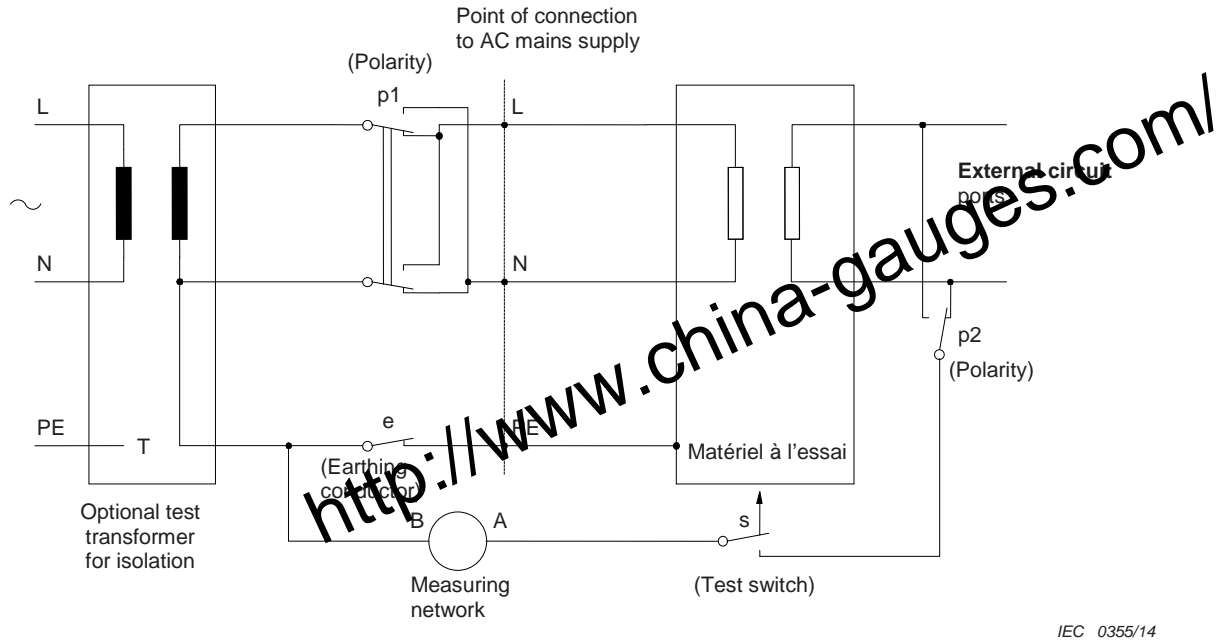 Point of connection
to AC mains supply
(Polarity)
p1
L
L
External circuit
ports
N
N
p2
(Polarity)
PE
T
e
PE
(Earthing
conductor)
Matériel à l’essai
Optional test
transformer
for isolation
B
A
s
Measuring
network
(Test switch)
IEC 0355/14
http://www.china-gauges.com/